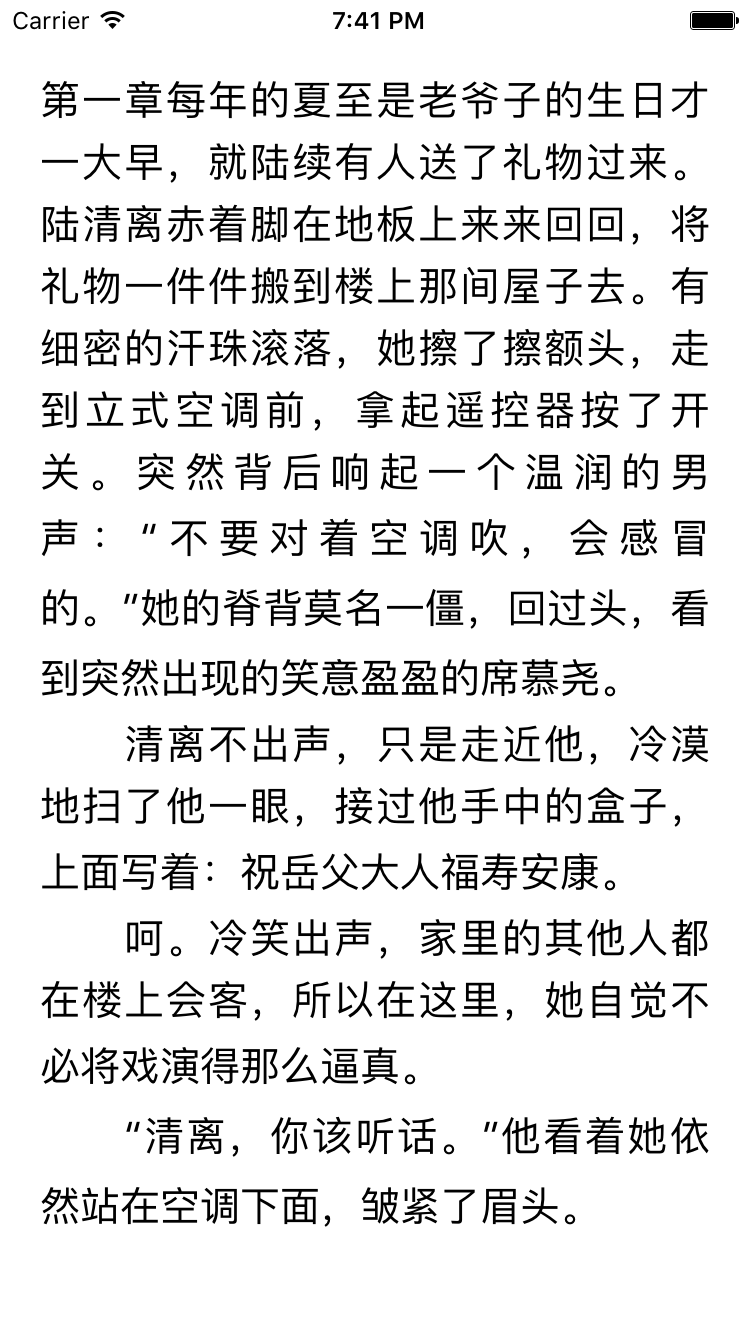 Carrier 7:41 PM
第一章每年的夏至是老爷子的生日才
一大早，就陆续有人送了礼物过来。
陆清离赤着脚在地板上来来回回，将
礼物一件件搬到楼上那间屋子去。有
细密的汗珠滚落，她擦了擦额头，走
到立式空调前，拿起遥控器按了开
关。突然背后响起一个温润的男
声：“不要对着空调吹，会感冒
的。”她的脊背莫名一僵，回过头，看
到突然出现的笑意盈盈的席慕尧。
清离不出声，只是走近他，冷漠
地扫了他一眼，接过他手中的盒子，
上面写着：祝岳父大人福寿安康。
呵。冷笑出声，家里的其他人都
在楼上会客，所以在这里，她自觉不
必将戏演得那么逼真。
“清离，你该听话。”他看着她依
然站在空调下面，皱紧了眉头。